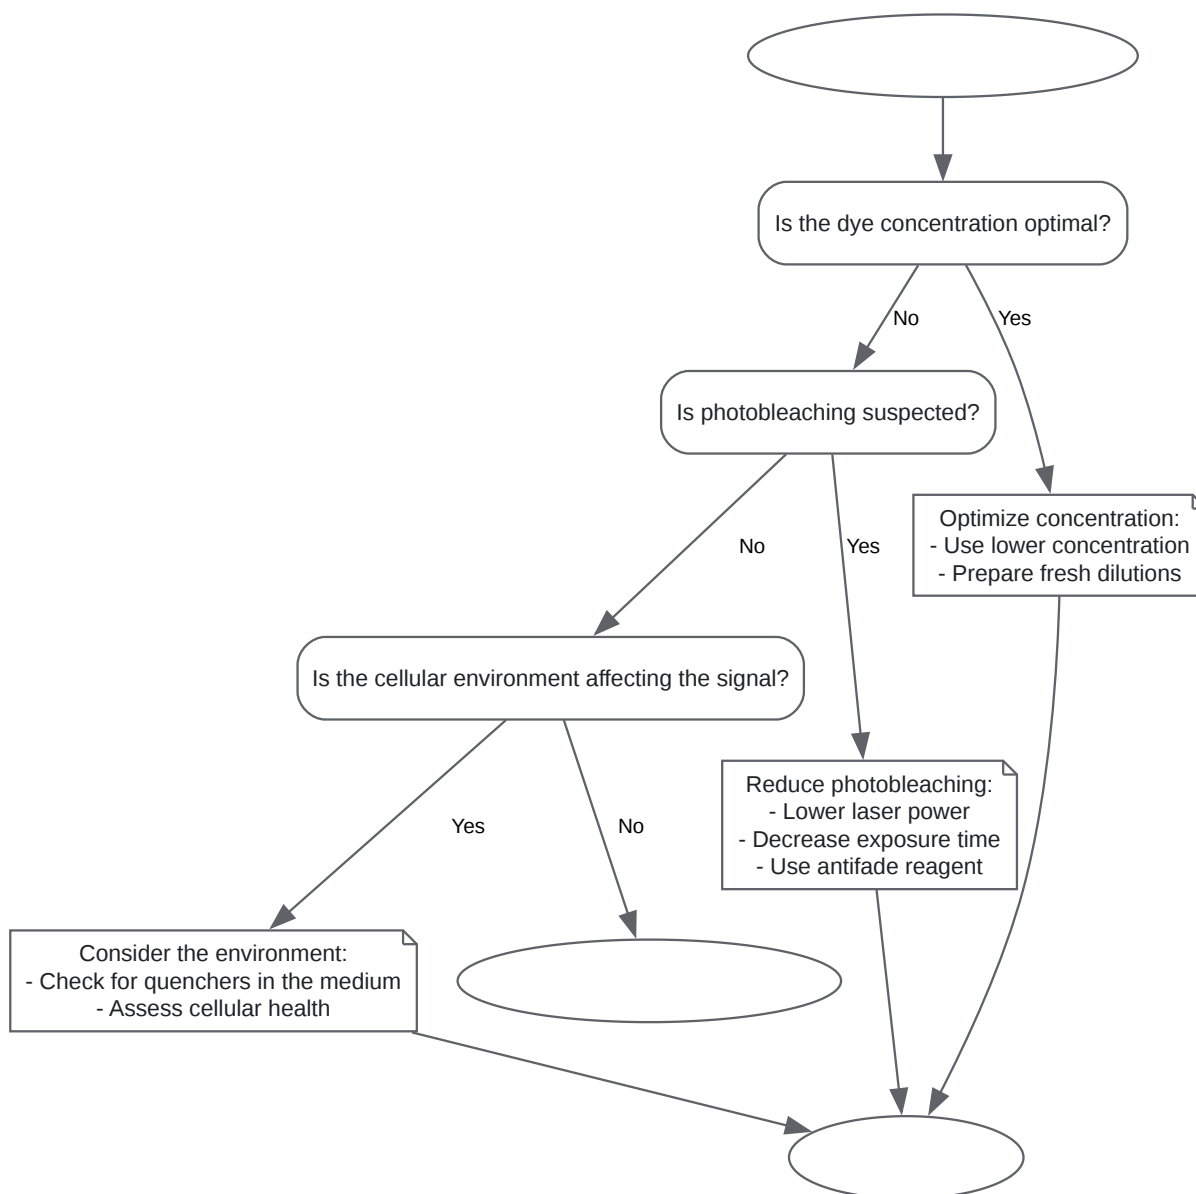 Is the dye concentration optimal?
No
Yes
Is photobleaching suspected?
Optimize concentration:
- Use lower concentration
- Prepare fresh dilutions
No
Yes
Is the cellular environment affecting the signal?
Reduce photobleaching:
- Lower laser power
- Decrease exposure time
- Use antifade reagent
Yes
No
Consider the environment:
- Check for quenchers in the medium
- Assess cellular health